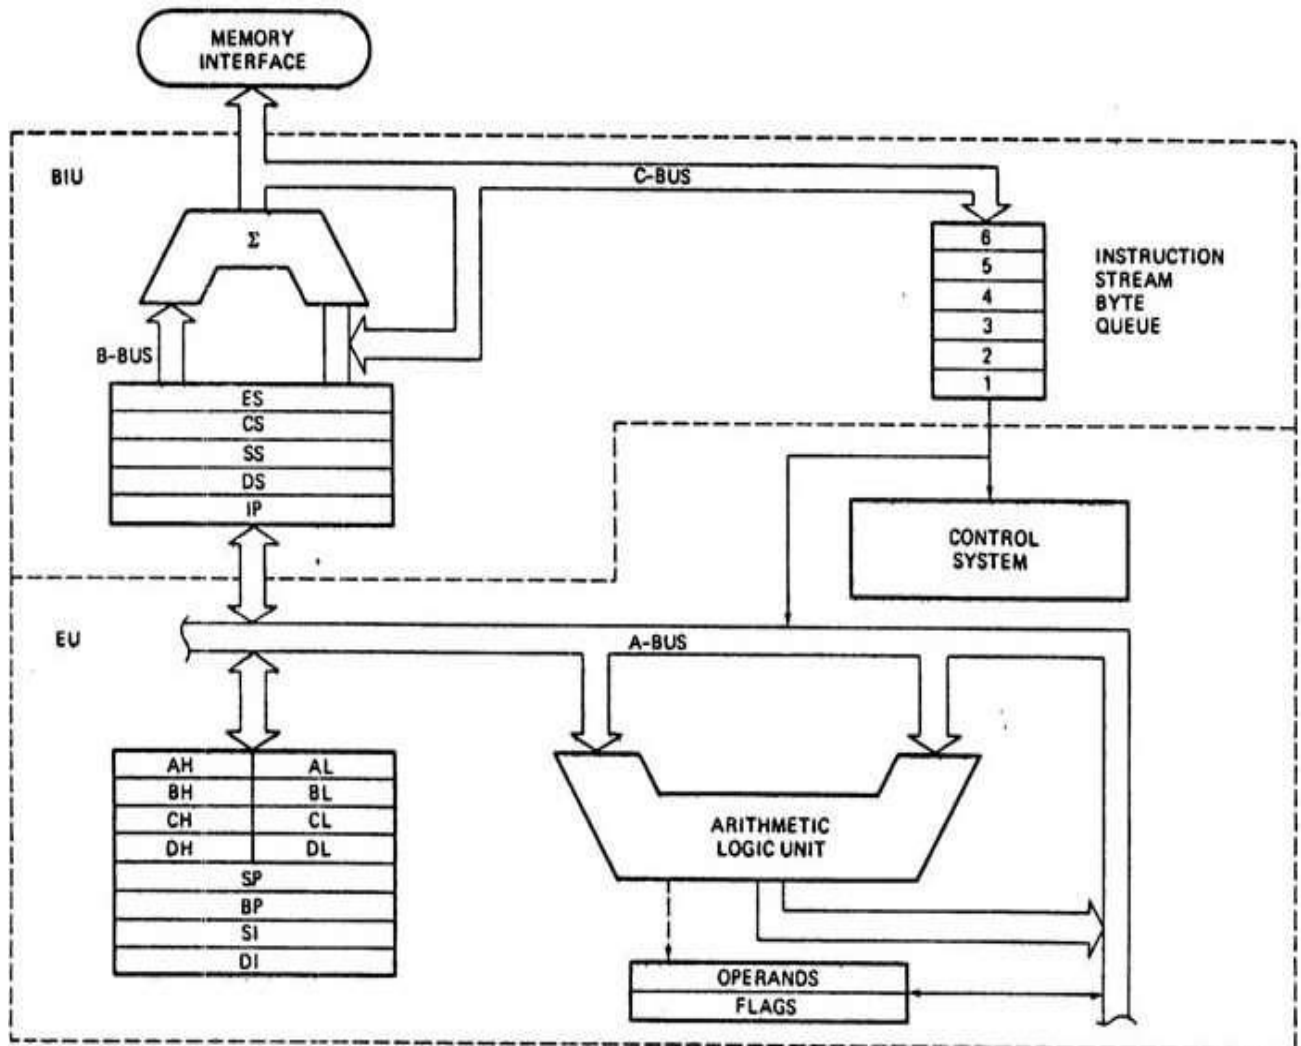 MEMORY
INTERFACE
BIU
C-BUS
Σ
B-BUS
6
5
4
3
2
1
INSTRUCTION
STREAM
BYTE
QUEUE
ES
CS
SS
DS
IP
CONTROL
SYSTEM
EU
A-BUS
AH AL
BH BL
CH CL
DH DL
SP
BP
SI
DI
ARITHMETIC
LOGIC UNIT
OPERANDS
FLAGS